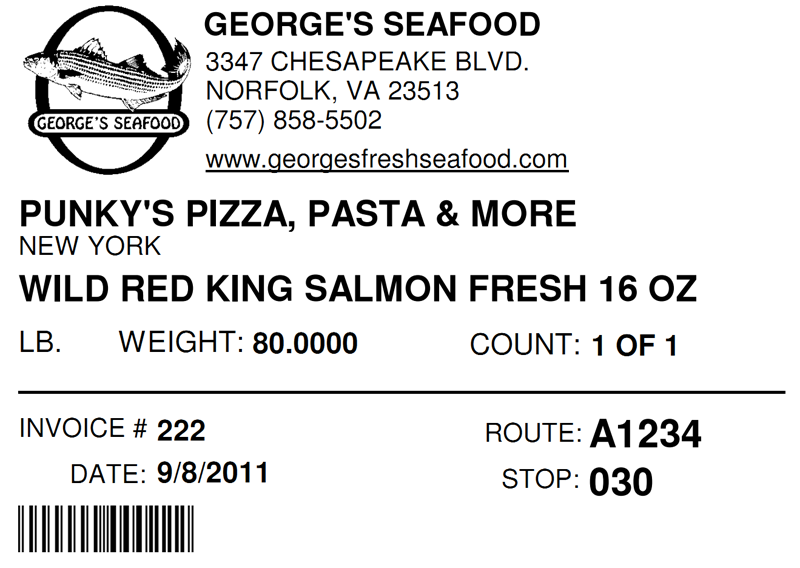 GEORGE'S SEAFOOD
GEORGE'S SEAFOOD
3347 CHESAPEAKE BLVD.
NORFOLK, VA 23513
(757) 858-5502
www.georgesfreshseafood.com
PUNKY'S PIZZA, PASTA & MORE
NEW YORK
WILD RED KING SALMON FRESH 16 OZ
LB. WEIGHT: 80.0000 COUNT: 1 OF 1
INVOICE # 222 ROUTE: A1234
DATE: 9/8/2011 STOP: 030